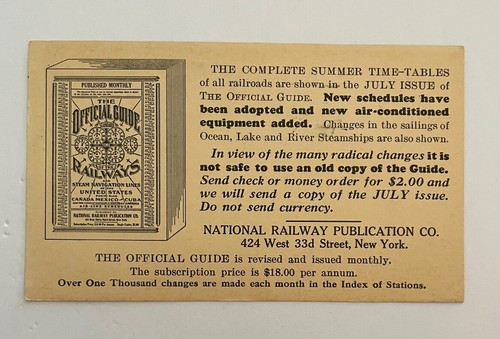 PUBLISHED MONTHLY
THE
OFFICIAL GUIDE
OF THE
RAILWAYS
AND
STEAM NAVIGATION LINES
OF THE
UNITED STATES
CANADA MEXICO AND CUBA
NATIONAL RAILWAY PUBLICATION CO.
THE COMPLETE SUMMER TIME-TABLES
of all railroads are shown in the JULY ISSUE of
THE OFFICIAL GUIDE. New schedules have
been adopted and new air-conditioned
equipment added. Changes in the sailings of
Ocean, Lake and River Steamships are also shown.
In view of the many radical changes it is
not safe to use an old copy of the Guide.
Send check or money order for $2.00 and
we will send a copy of the JULY issue.
Do not send currency.
NATIONAL RAILWAY PUBLICATION CO.
424 West 33d Street, New York.
THE OFFICIAL GUIDE is revised and issued monthly.
The subscription price is $18.00 per annum.
Over One Thousand changes are made each month in the Index of Stations.